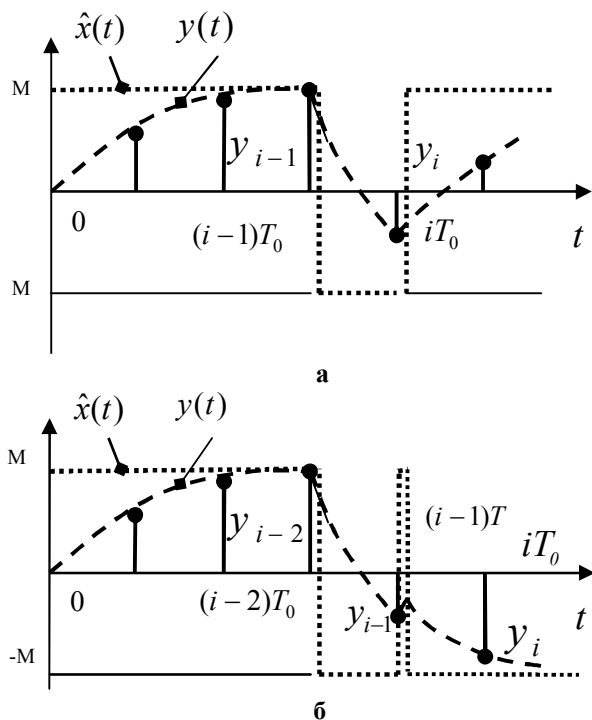 x̂(t) y(t)
M
y_{i-1} y_i
0 (i-1)T_0 iT_0 t
M
а
x̂(t) y(t)
M
(i-1)T
y_{i-2} iT_0
0 (i-2)T_0 y_{i-1} t
-M y_i
б